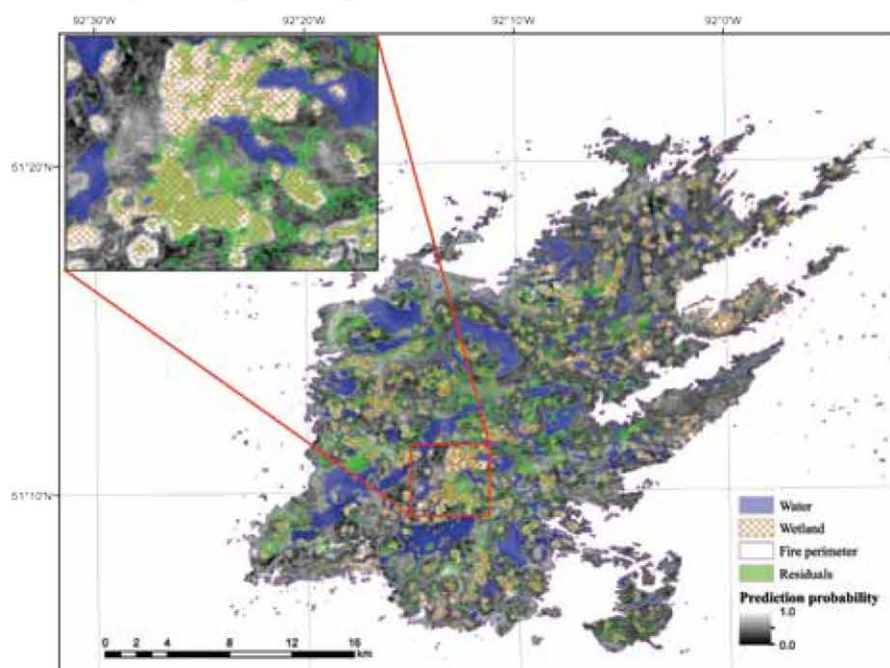 92°30'W 92°20'W 92°10'W 92°0'W
51°20'N
51°10'N
Water
Wetland
Fire perimeter
Residuals
Prediction probability
1.0
0.0
0 2 4 8 12 16
km